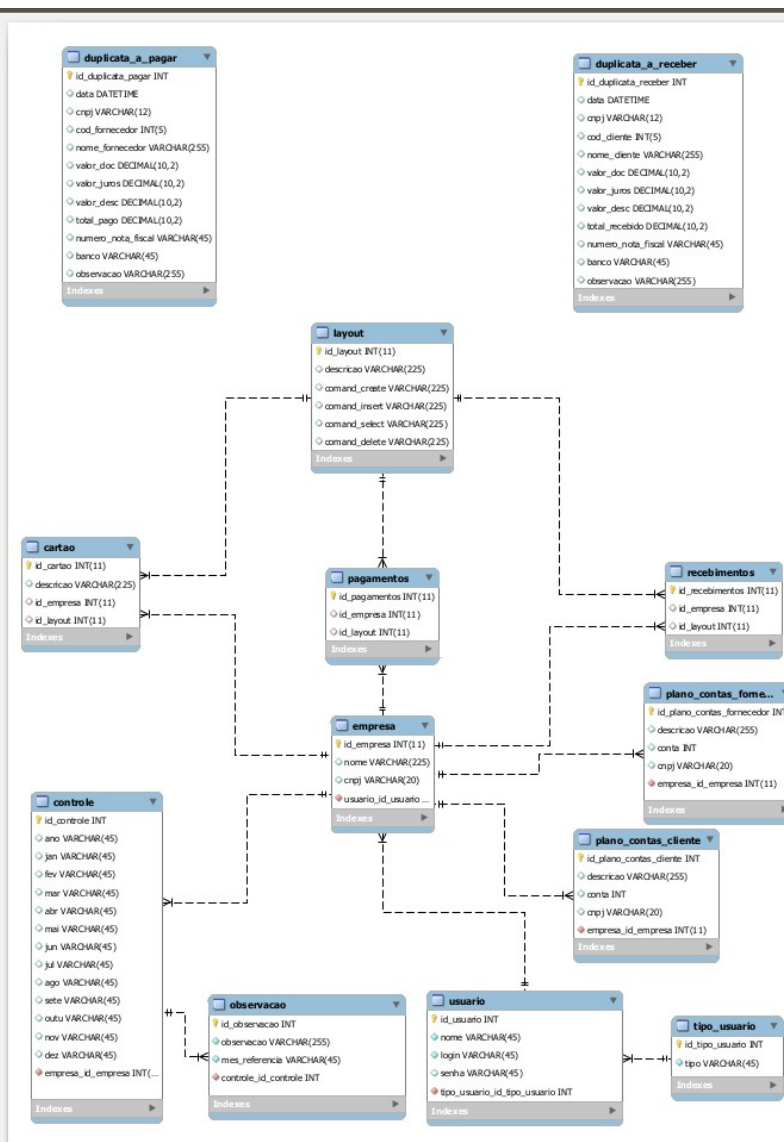 duplicata_a_pagar
id_duplicata_pagar INT
data DATETIME
cnpj VARCHAR(12)
cod_fornecedor INT(5)
nome_fornecedor VARCHAR(255)
valor_doc DECIMAL(10,2)
valor_juros DECIMAL(10,2)
valor_desc DECIMAL(10,2)
total_pago DECIMAL(10,2)
numero_nota_fiscal VARCHAR(45)
banco VARCHAR(45)
observacao VARCHAR(255)
Indexes
duplicata_a_receber
id_duplicata_receber INT
data DATETIME
cnpj VARCHAR(12)
cod_cliente INT(5)
nome_cliente VARCHAR(255)
valor_doc DECIMAL(10,2)
valor_juros DECIMAL(10,2)
valor_desc DECIMAL(10,2)
total_recebido DECIMAL(10,2)
numero_nota_fiscal VARCHAR(45)
banco VARCHAR(45)
observacao VARCHAR(255)
Indexes
layout
id_layout INT(11)
descricao VARCHAR(225)
comand_create VARCHAR(225)
comand_insert VARCHAR(225)
comand_select VARCHAR(225)
comand_delete VARCHAR(225)
Indexes
cartao
id_cartao INT(11)
descricao VARCHAR(225)
id_empresa INT(11)
id_layout INT(11)
Indexes
pagamentos
id_pagamentos INT(11)
id_empresa INT(11)
id_layout INT(11)
Indexes
recebimentos
id_recebimentos INT(11)
id_empresa INT(11)
id_layout INT(11)
Indexes
plano_contas_forne...
id_plano_contas_fornecedor INT
descricao VARCHAR(255)
conta INT
cnpj VARCHAR(20)
empresa_id_empresa INT(11)
Indexes
empresa
id_empresa INT(11)
nome VARCHAR(225)
cnpj VARCHAR(20)
usuario_id_usuario ...
Indexes
controle
id_controle INT
ano VARCHAR(45)
jan VARCHAR(45)
fev VARCHAR(45)
mar VARCHAR(45)
abr VARCHAR(45)
mai VARCHAR(45)
jun VARCHAR(45)
jul VARCHAR(45)
ago VARCHAR(45)
sete VARCHAR(45)
outu VARCHAR(45)
nov VARCHAR(45)
dez VARCHAR(45)
empresa_id_empresa INT(...
Indexes
plano_contas_cliente
id_plano_contas_cliente INT
descricao VARCHAR(255)
conta INT
cnpj VARCHAR(20)
empresa_id_empresa INT(11)
Indexes
observacao
id_observacao INT
observacao VARCHAR(255)
mes_referencia VARCHAR(45)
controle_id_controle INT
Indexes
usuario
id_usuario INT
nome VARCHAR(45)
login VARCHAR(45)
senha VARCHAR(45)
tipo_usuario_id_tipo_usuario INT
Indexes
tipo_usuario
id_tipo_usuario INT
tipo VARCHAR(45)
Indexes